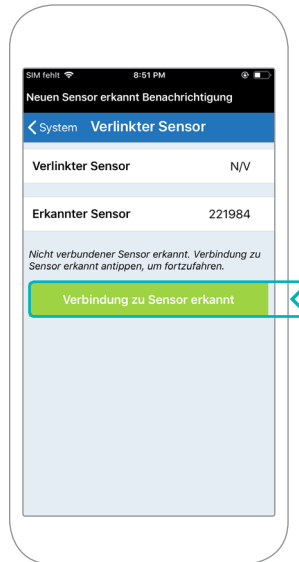 SIM fehlt 8:51 PM
Neuen Sensor erkannt Benachrichtigung
System Verlinkter Sensor
Verlinkter Sensor N/V
Erkannter Sensor 221984
Nicht verbundener Sensor erkannt. Verbindung zu
Sensor erkannt antippen, um fortzufahren.
Verbindung zu Sensor erkannt